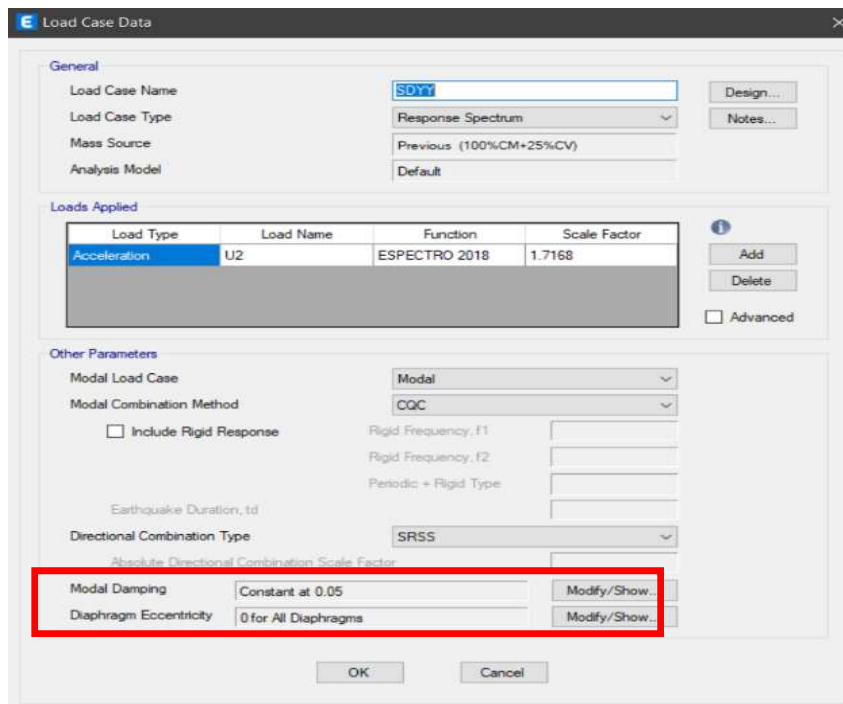 E Load Case Data
General
Load Case Name SDYY Design...
Load Case Type Response Spectrum Notes...
Mass Source Previous (100%CM+25%CV)
Analysis Model Default
Loads Applied
Load Type Load Name Function Scale Factor
Acceleration U2 ESPECTRO 2018 1.7168
Add
Delete
Advanced
Other Parameters
Modal Load Case Modal
Modal Combination Method CQC
Include Rigid Response Rigid Frequency, f1
Rigid Frequency, f2
Periodic + Rigid Type
Earthquake Duration, td
Directional Combination Type SRSS
Absolute Directional Combination Scale Factor
Modal Damping Constant at 0.05 Modify/Show...
Diaphragm Eccentricity 0 for All Diaphragms Modify/Show...
OK Cancel